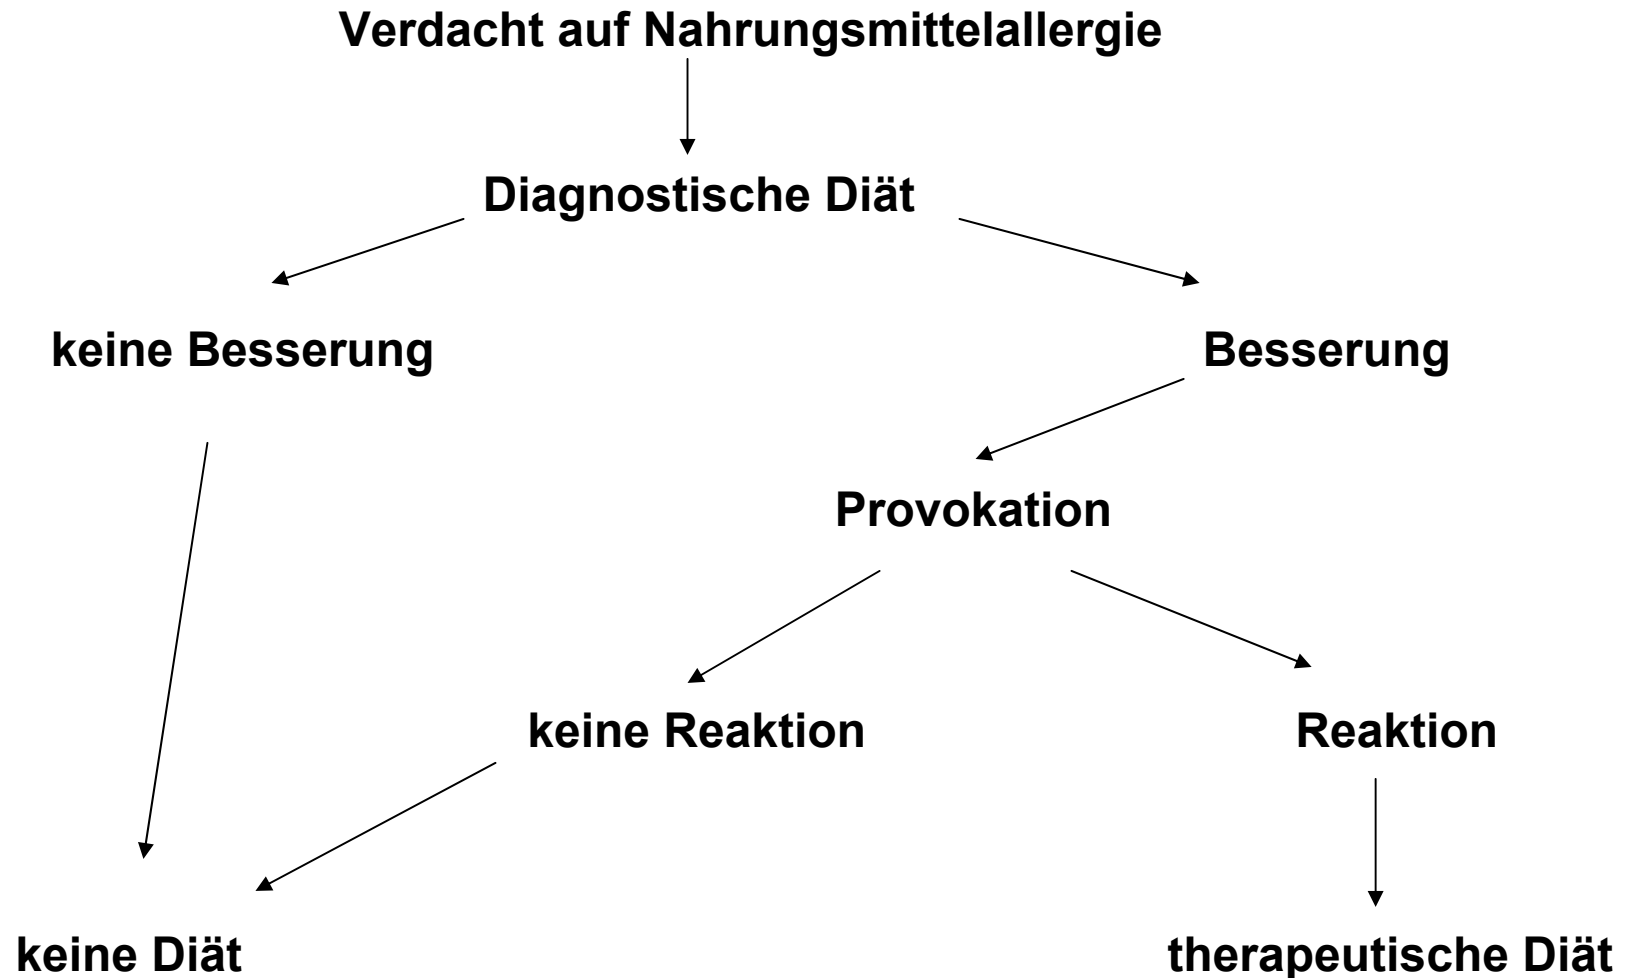 Verdacht auf Nahrungsmittelallergie
Diagnostische Diät
keine Besserung
Besserung
Provokation
keine Reaktion
Reaktion
keine Diät
therapeutische Diät